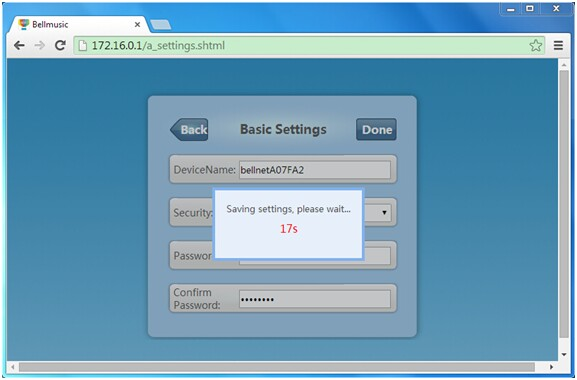 Bellmusic
172.16.0.1/a_settings.shtml
Back
Basic Settings
Done
DeviceName:
bellnetA07FA2
Security:
Saving settings, please wait...
17s
Passwor
Confirm
Password:
••••••••